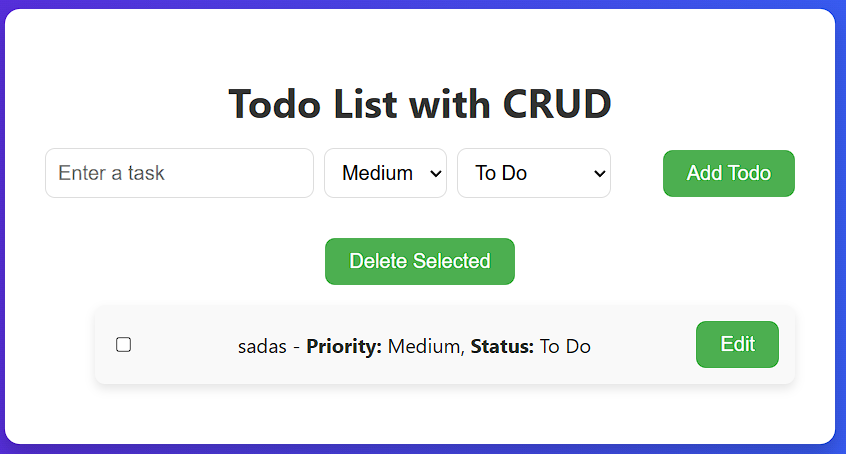 Todo List with CRUD
Enter a task Medium To Do Add Todo
Delete Selected
sadas - Priority: Medium, Status: To Do Edit